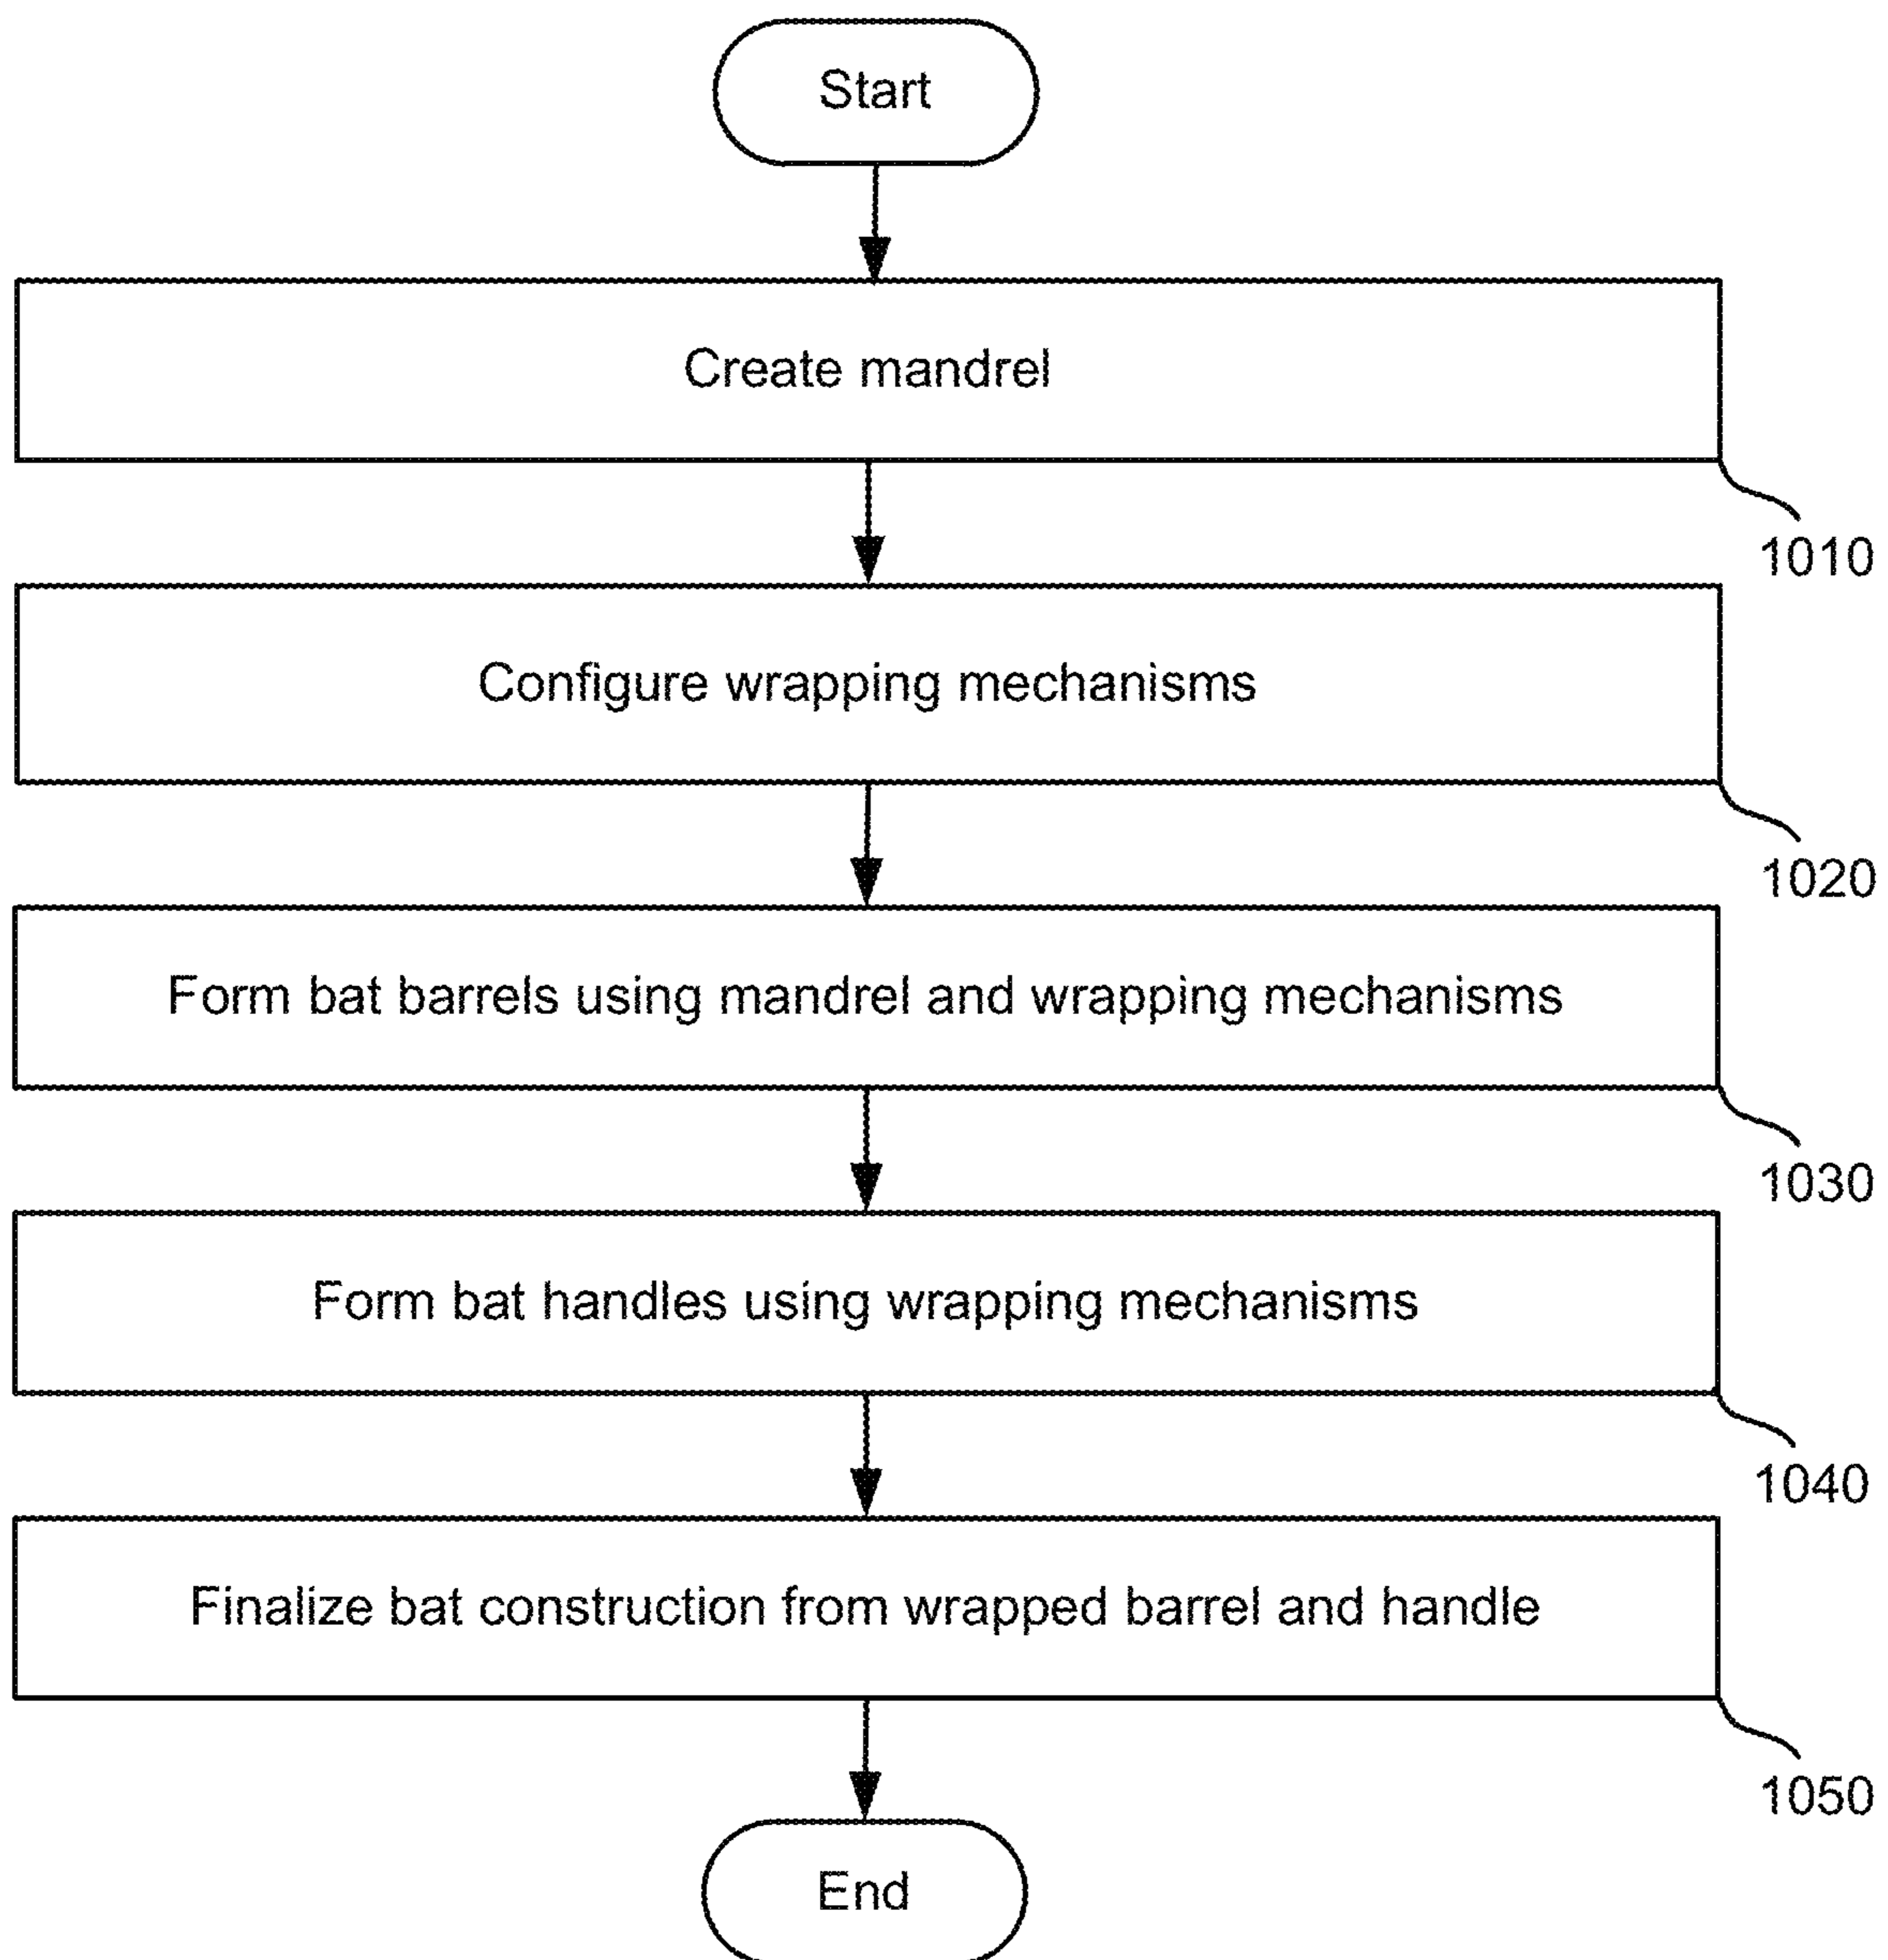 Start
Create mandrel
1010
Configure wrapping mechanisms
1020
Form bat barrels using mandrel and wrapping mechanisms
1030
Form bat handles using wrapping mechanisms
1040
Finalize bat construction from wrapped barrel and handle
1050
End